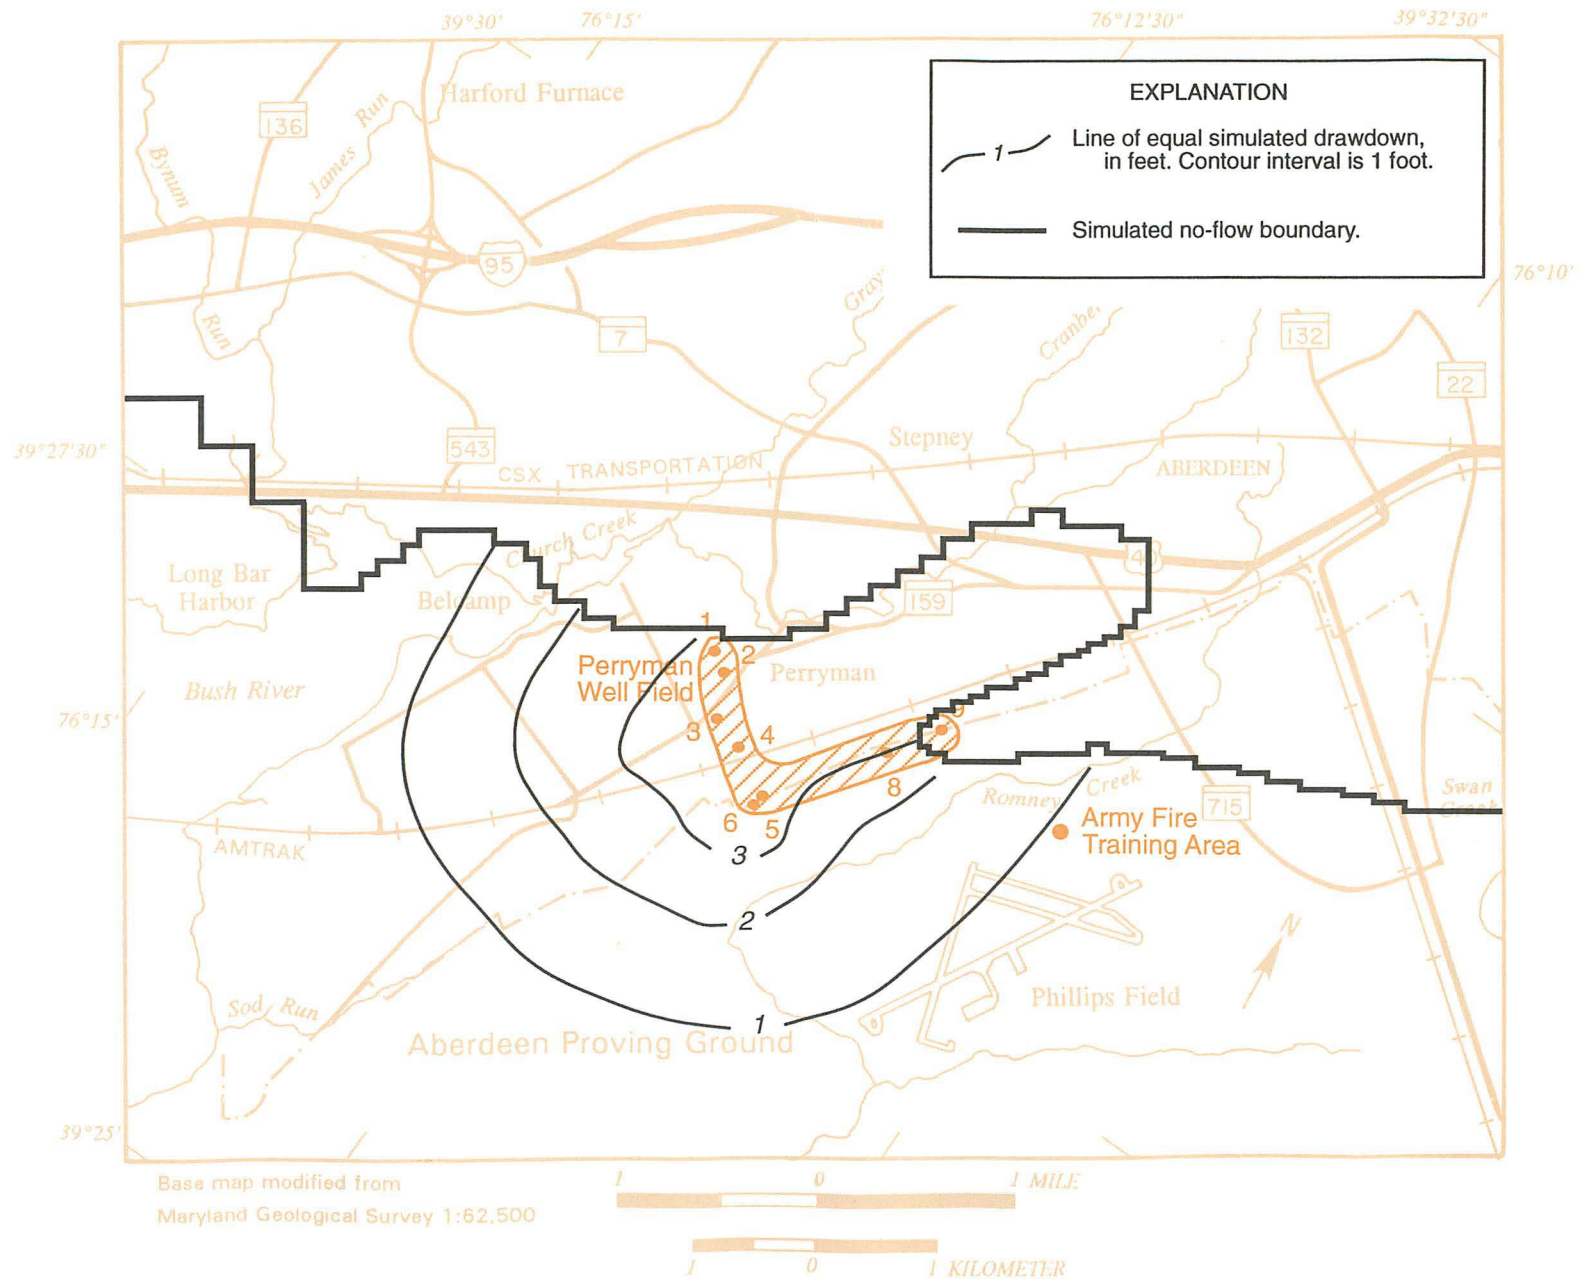 39°30'
76°15'
76°12'30"
39°32'30"
EXPLANATION
1
Line of equal simulated drawdown,
in feet. Contour interval is 1 foot.
Simulated no-flow boundary.
Harford Furnace
136
James Run
Bynum
Run
95
7
Gray
Cranbe
132
22
76°10'
39°27'30"
543
CSX TRANSPORTATION
Stepney
ABERDEEN
Church Creek
40
Long Bar
Harbor
Belcamp
159
1
2
Perryman
Well Field
Perryman
Bush River
76°15'
3
4
9
8
6
5
Romney Creek
715
Swan
Creek
Army Fire
Training Area
AMTRAK
3
2
N
Phillips Field
Sod Run
1
Aberdeen Proving Ground
39°25'
Base map modified from
Maryland Geological Survey 1:62,500
1 0 1 MILE
1 0 1 KILOMETER